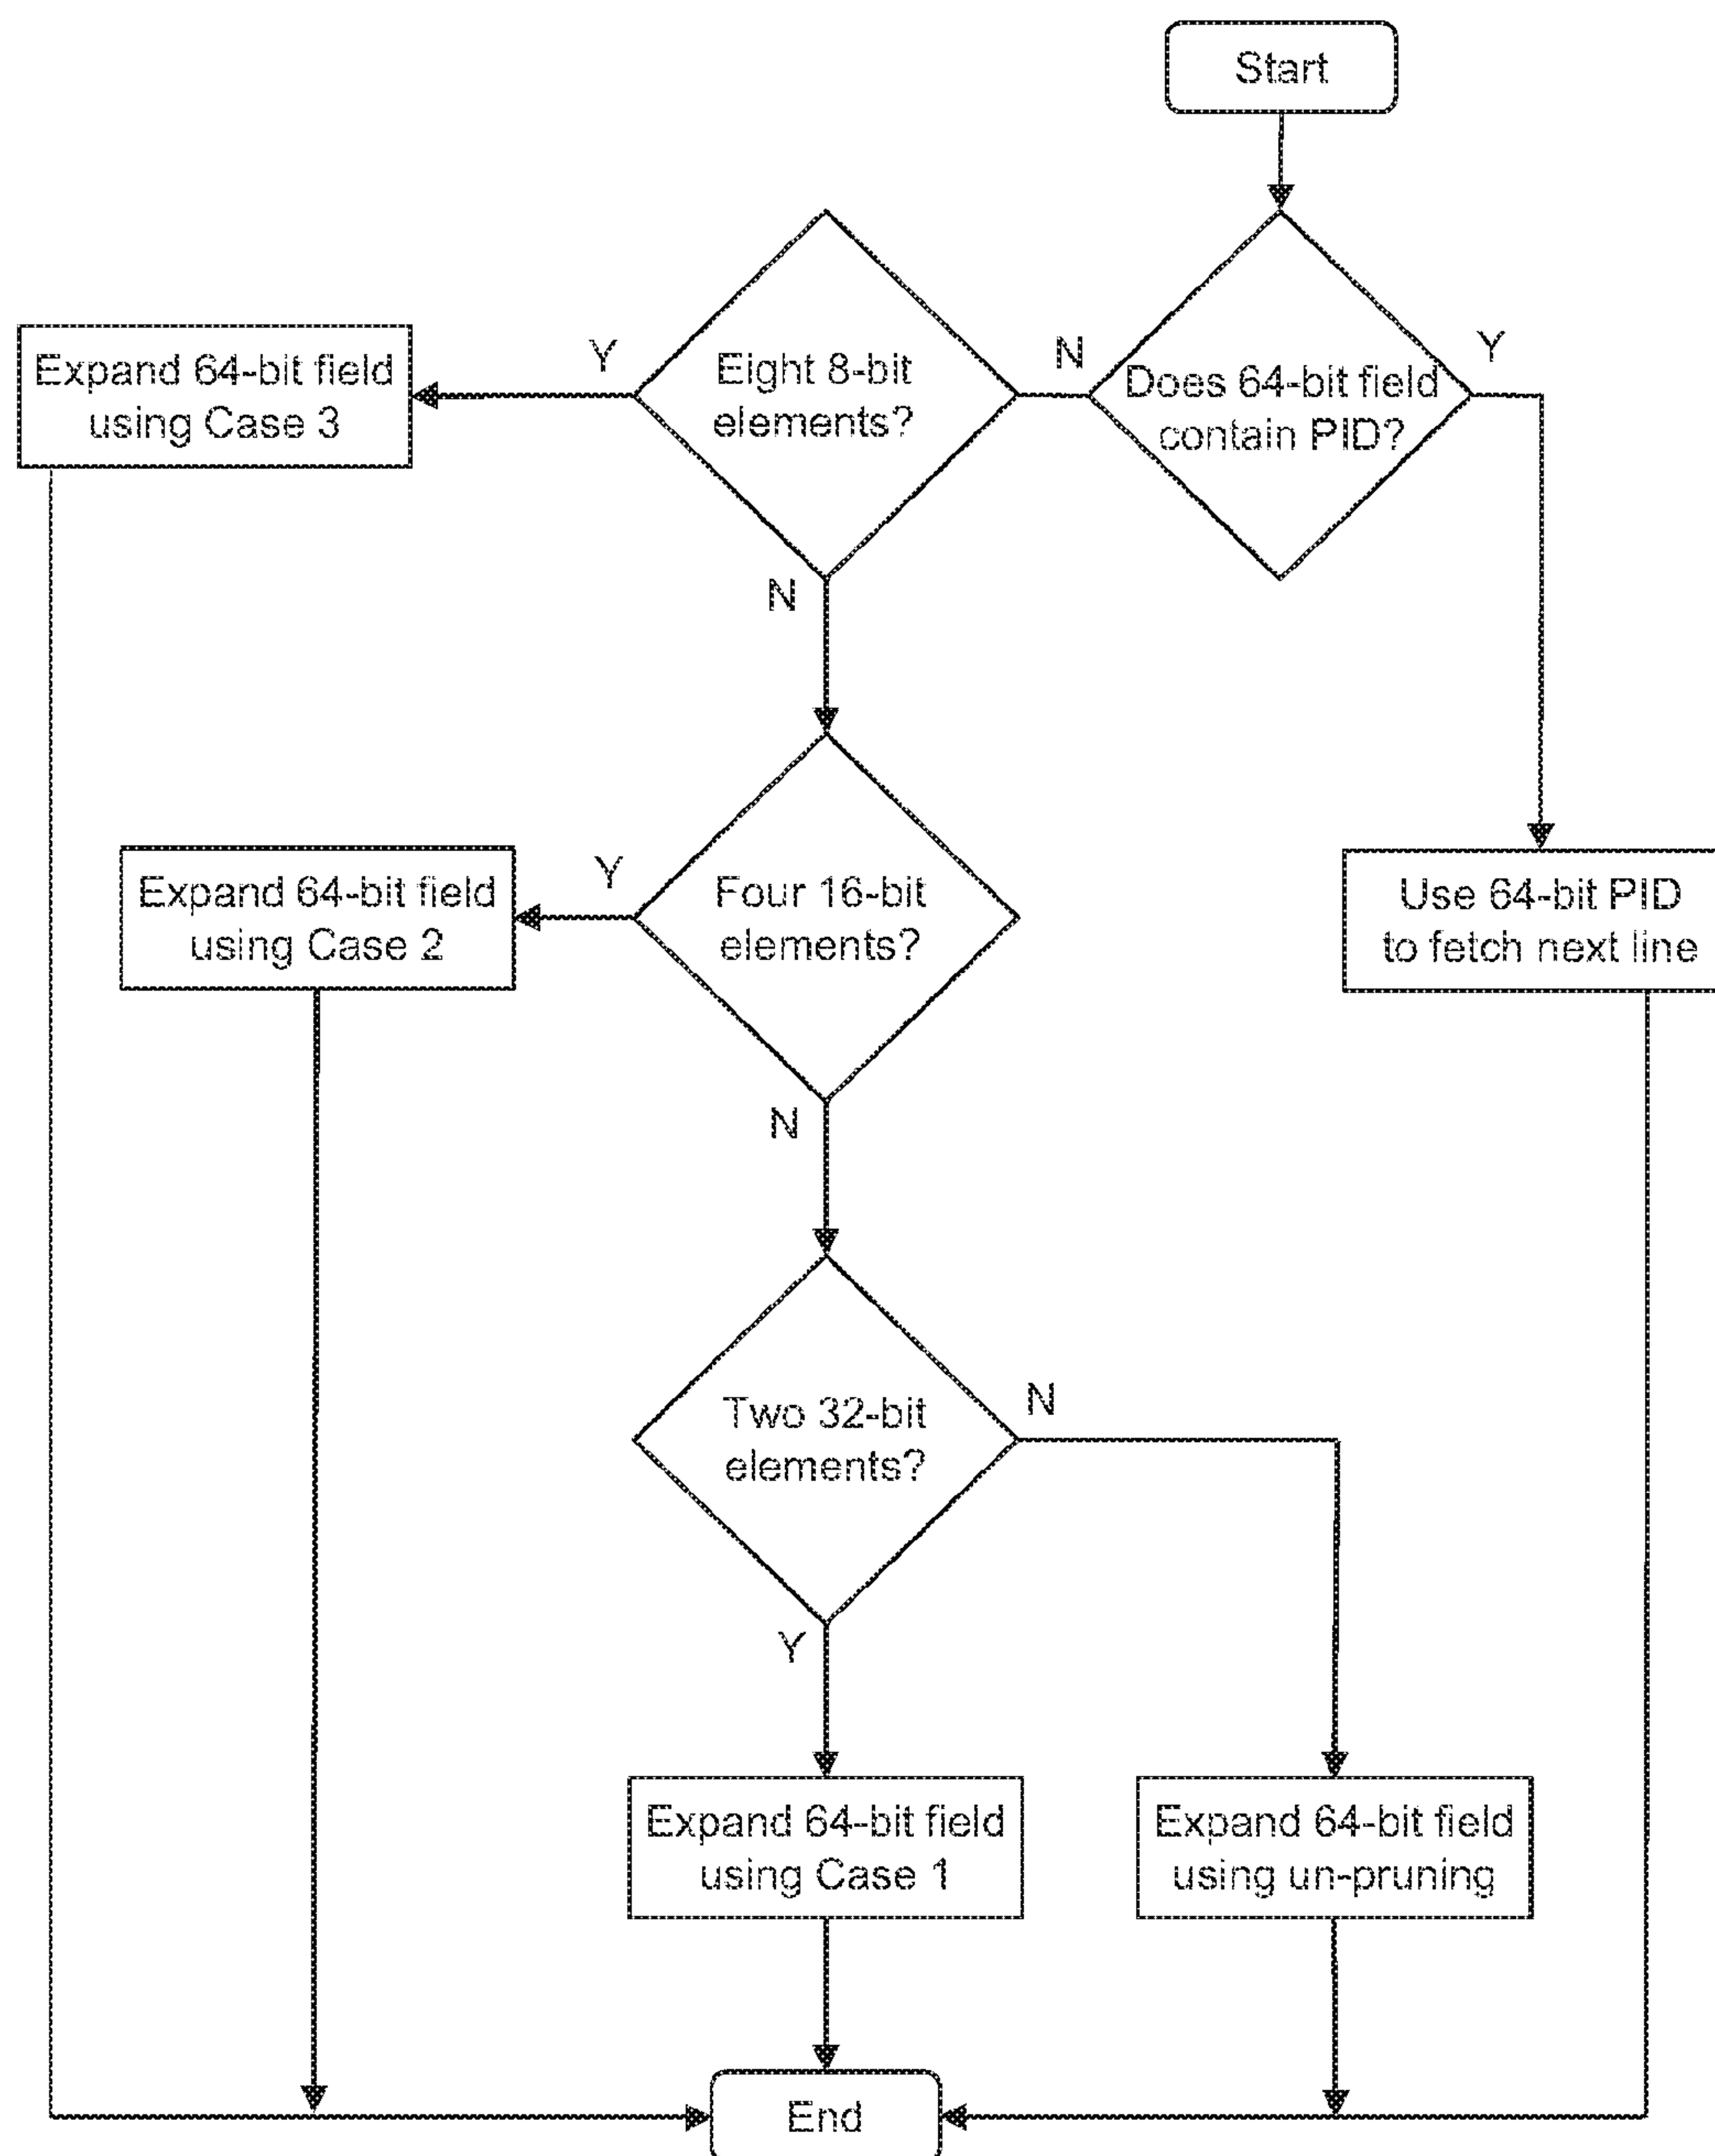 Start
Does 64-bit field
contain PID?
Y
N
Eight 8-bit
elements?
Y
N
Expand 64-bit field
using Case 3
Four 16-bit
elements?
Y
N
Expand 64-bit field
using Case 2
Use 64-bit PID
to fetch next line
Two 32-bit
elements?
N
Y
Expand 64-bit field
using Case 1
Expand 64-bit field
using un-pruning
End